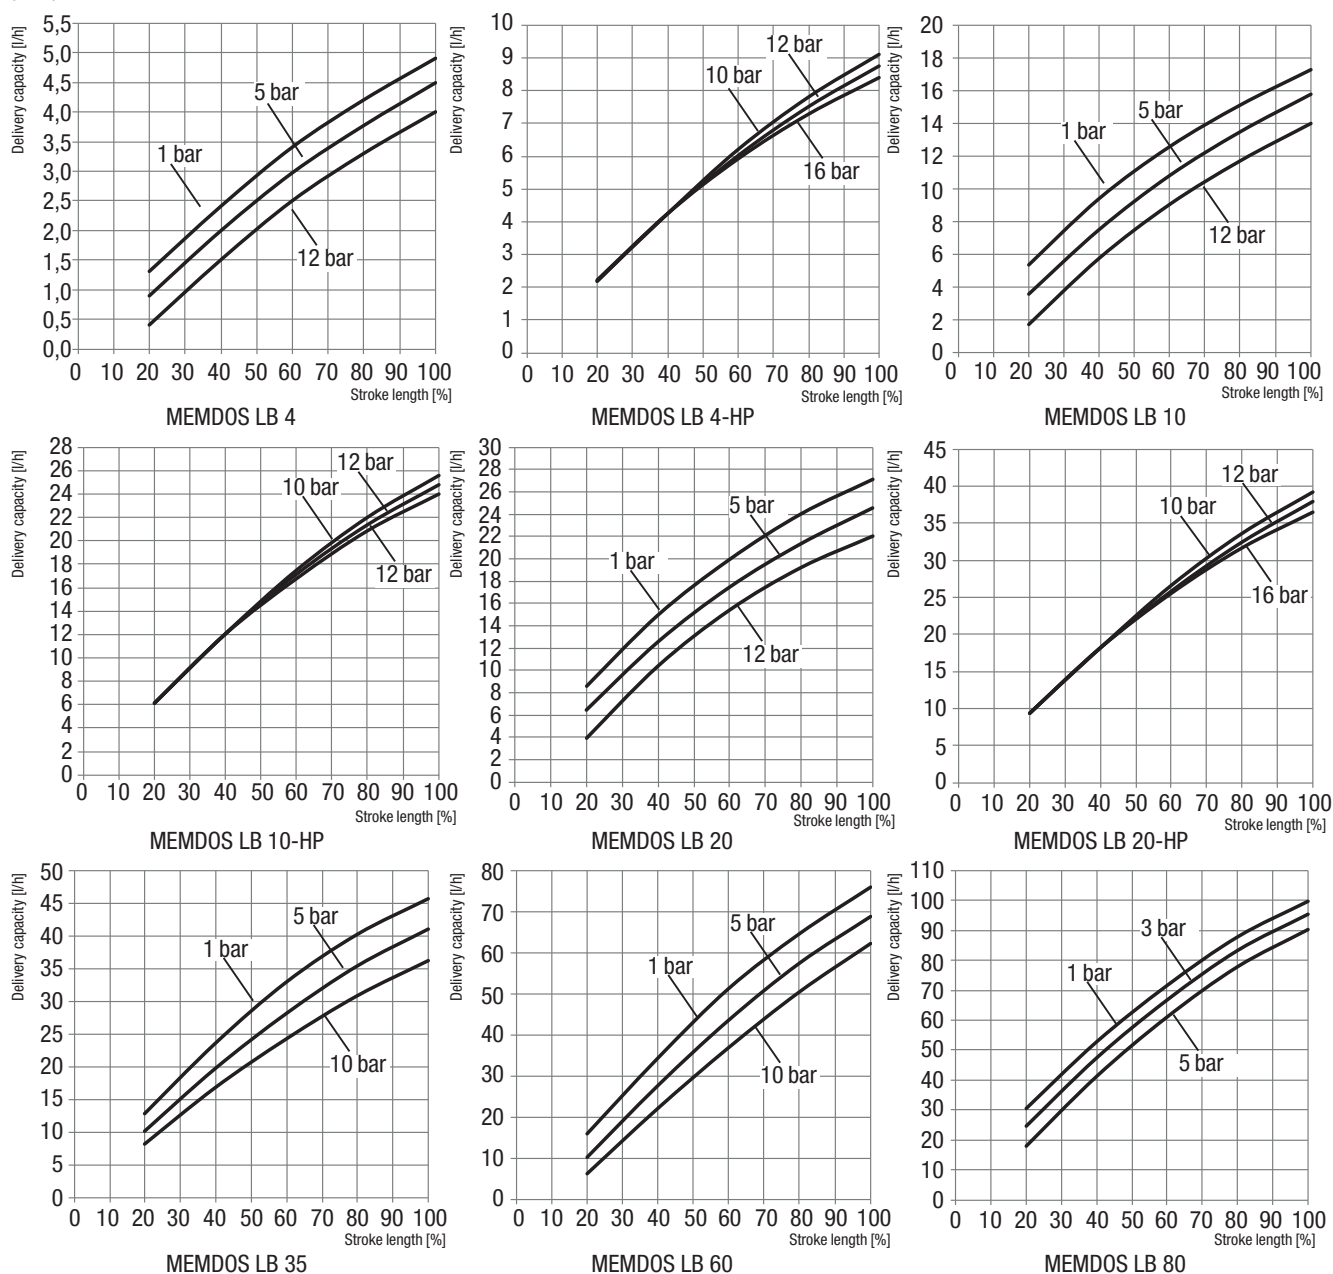 Delivery capacity [l/h]
5,5
5,0
4,5
4,0
3,5
3,0
2,5
2,0
1,5
1,0
0,5
0,0
1 bar
5 bar
12 bar
0 10 20 30 40 50 60 70 80 90 100
Stroke length [%]
MEMDOS LB 4
Delivery capacity [l/h]
10
9
8
7
6
5
4
3
2
1
0
12 bar
10 bar
16 bar
0 10 20 30 40 50 60 70 80 90 100
Stroke length [%]
MEMDOS LB 4-HP
Delivery capacity [l/h]
20
18
16
14
12
10
8
6
4
2
0
5 bar
1 bar
12 bar
0 10 20 30 40 50 60 70 80 90 100
Stroke length [%]
MEMDOS LB 10
Delivery capacity [l/h]
28
26
24
22
20
18
16
14
12
10
8
6
4
2
0
12 bar
10 bar
12 bar
0 10 20 30 40 50 60 70 80 90 100
Stroke length [%]
MEMDOS LB 10-HP
Delivery capacity [l/h]
30
28
26
24
22
20
18
16
14
12
10
8
6
4
2
0
5 bar
1 bar
12 bar
0 10 20 30 40 50 60 70 80 90 100
Stroke length [%]
MEMDOS LB 20
Delivery capacity [l/h]
45
40
35
30
25
20
15
10
5
0
12 bar
10 bar
16 bar
0 10 20 30 40 50 60 70 80 90 100
Stroke length [%]
MEMDOS LB 20-HP
Delivery capacity [l/h]
50
45
40
35
30
25
20
15
10
5
0
5 bar
1 bar
10 bar
0 10 20 30 40 50 60 70 80 90 100
Stroke length [%]
MEMDOS LB 35
Delivery capacity [l/h]
80
70
60
50
40
30
20
10
0
5 bar
1 bar
10 bar
0 10 20 30 40 50 60 70 80 90 100
Stroke length [%]
MEMDOS LB 60
Delivery capacity [l/h]
110
100
90
80
70
60
50
40
30
20
10
0
3 bar
1 bar
5 bar
0 10 20 30 40 50 60 70 80 90 100
Stroke length [%]
MEMDOS LB 80